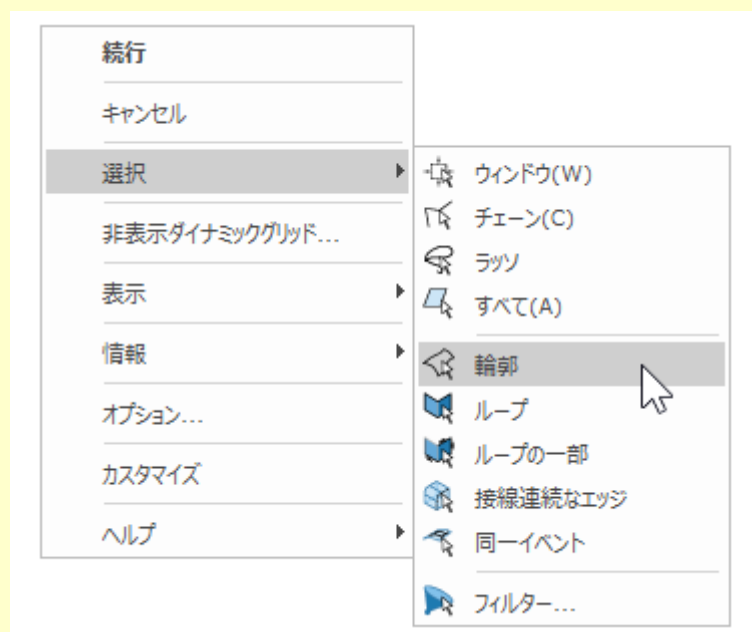 続行
キャンセル
選択
非表示ダイナミックグリッド...
表示
情報
オプション...
カスタマイズ
ヘルプ
ウィンドウ(W)
チェーン(C)
ラッソ
すべて(A)
輪郭
ループ
ループの一部
接線連続なエッジ
同一イベント
フィルター...